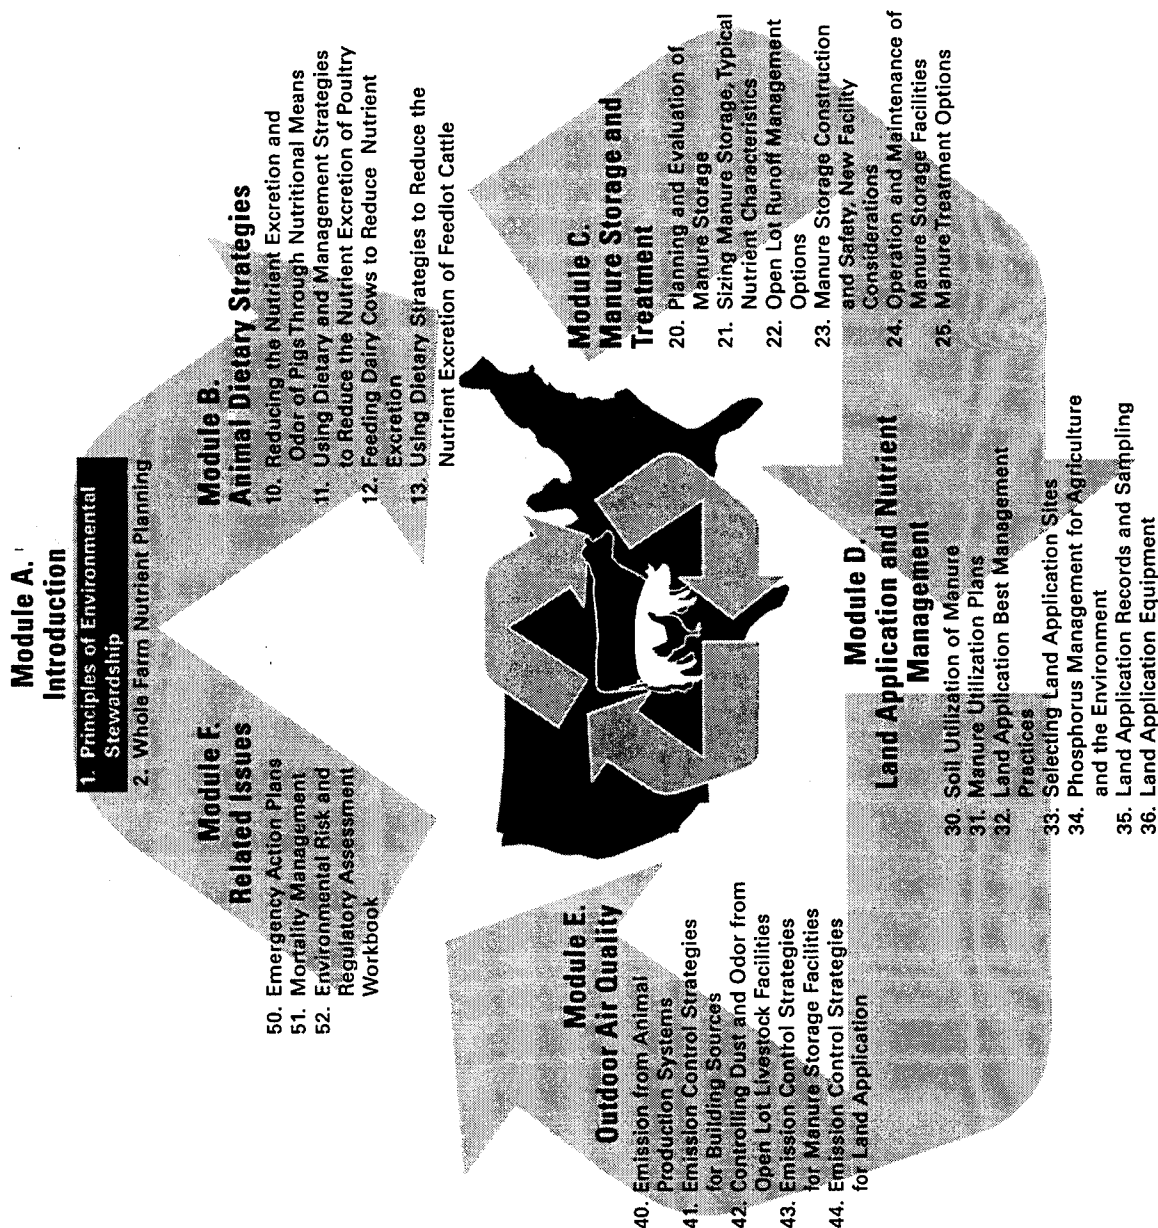 Module A.
Introduction
1. Principles of Environmental
Stewardship
2. Whole Farm Nutrient Planning
Module B.
Animal Dietary Strategies
10. Reducing the Nutrient Excretion and
Odor of Pigs Through Nutritional Means
11. Using Dietary and Management Strategies
to Reduce the Nutrient Excretion of Poultry
12. Feeding Dairy Cows to Reduce Nutrient
Excretion
13. Using Dietary Strategies to Reduce the
Nutrient Excretion of Feedlot Cattle
Module C.
Manure Storage and
Treatment
20. Planning and Evaluation of
Manure Storage
21. Sizing Manure Storage, Typical
Nutrient Characteristics
22. Open Lot Runoff Management
Options
23. Manure Storage Construction
and Safety, New Facility
Considerations
24. Operation and Maintenance of
Manure Storage Facilities
25. Manure Treatment Options
Module D.
Land Application and Nutrient
Management
30. Soil Utilization of Manure
31. Manure Utilization Plans
32. Land Application Best Management
Practices
33. Selecting Land Application Sites
34. Phosphorus Management for Agriculture
and the Environment
35. Land Application Records and Sampling
36. Land Application Equipment
Module E.
Outdoor Air Quality
40. Emission from Animal
Production Systems
41. Emission Control Strategies
for Building Sources
42. Controlling Dust and Odor from
Open Lot Livestock Facilities
43. Emission Control Strategies
for Manure Storage Facilities
44. Emission Control Strategies
for Land Application
Module F.
Related Issues
50. Emergency Action Plans
51. Mortality Management
52. Environmental Risk and
Regulatory Assessment
Workbook